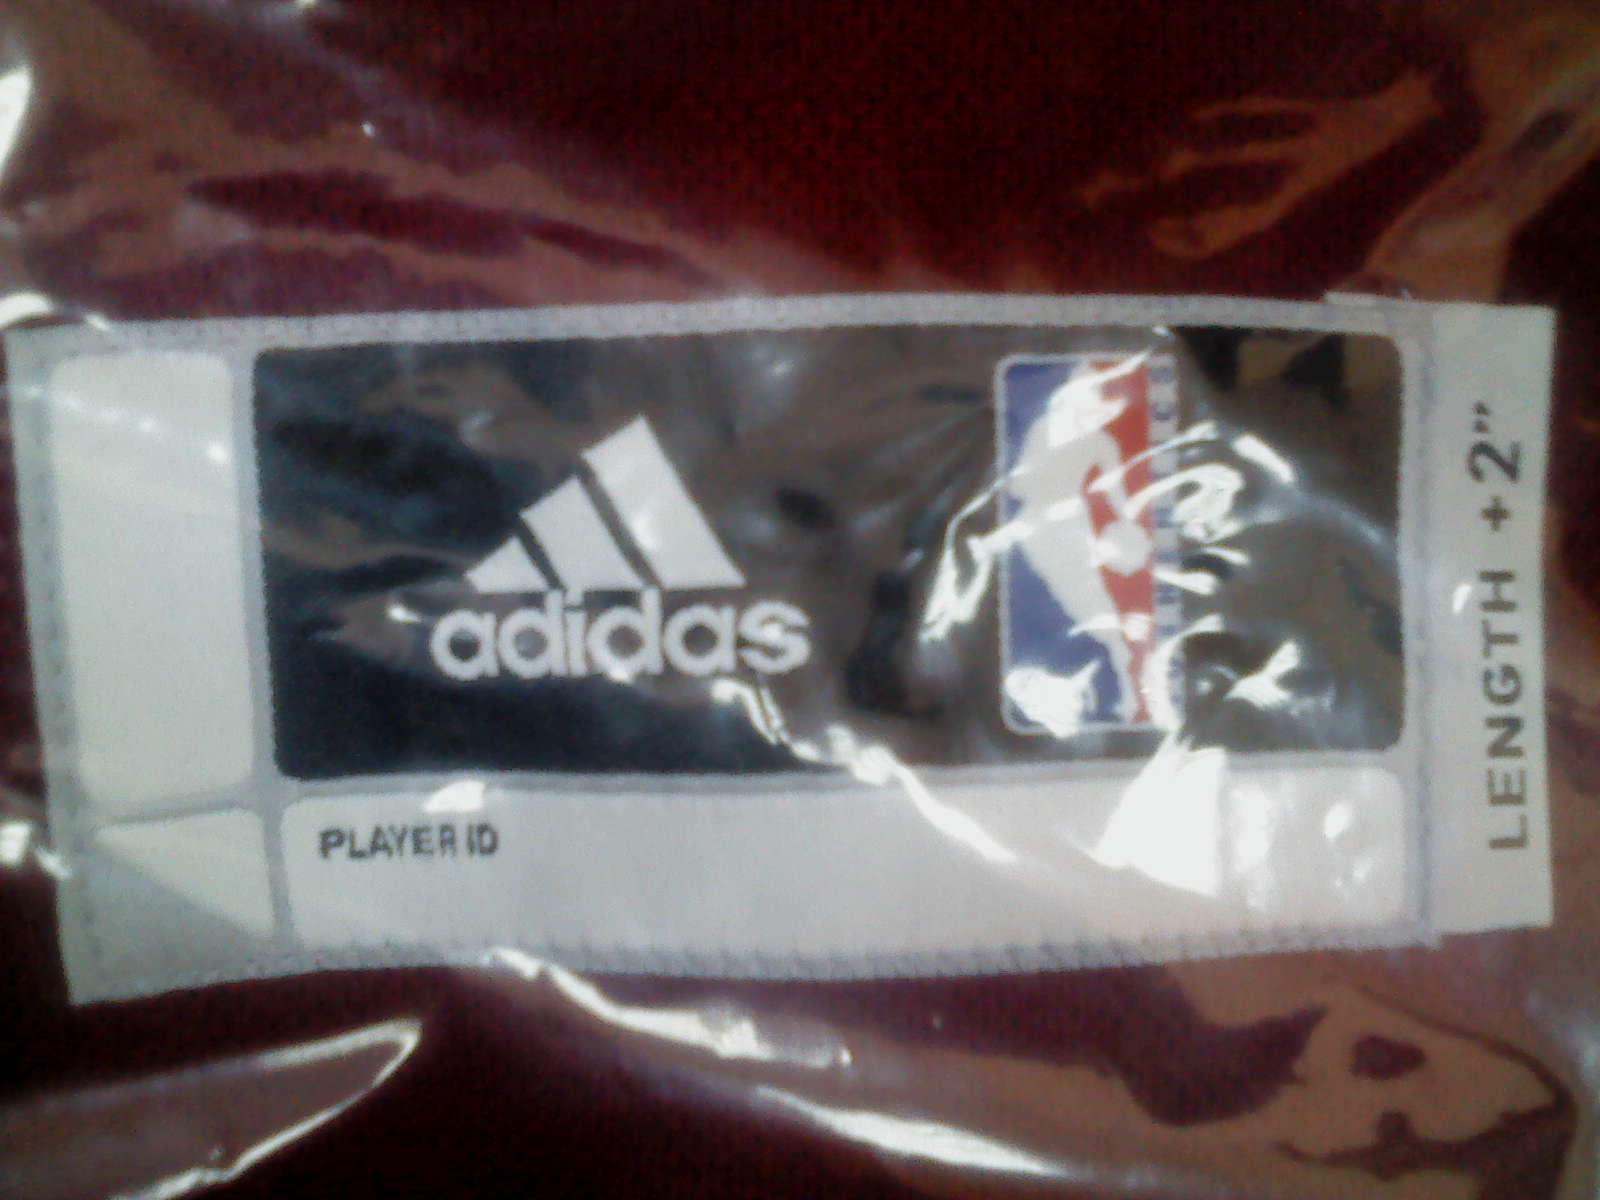 adidas
PLAYER ID
LENGTH +2"